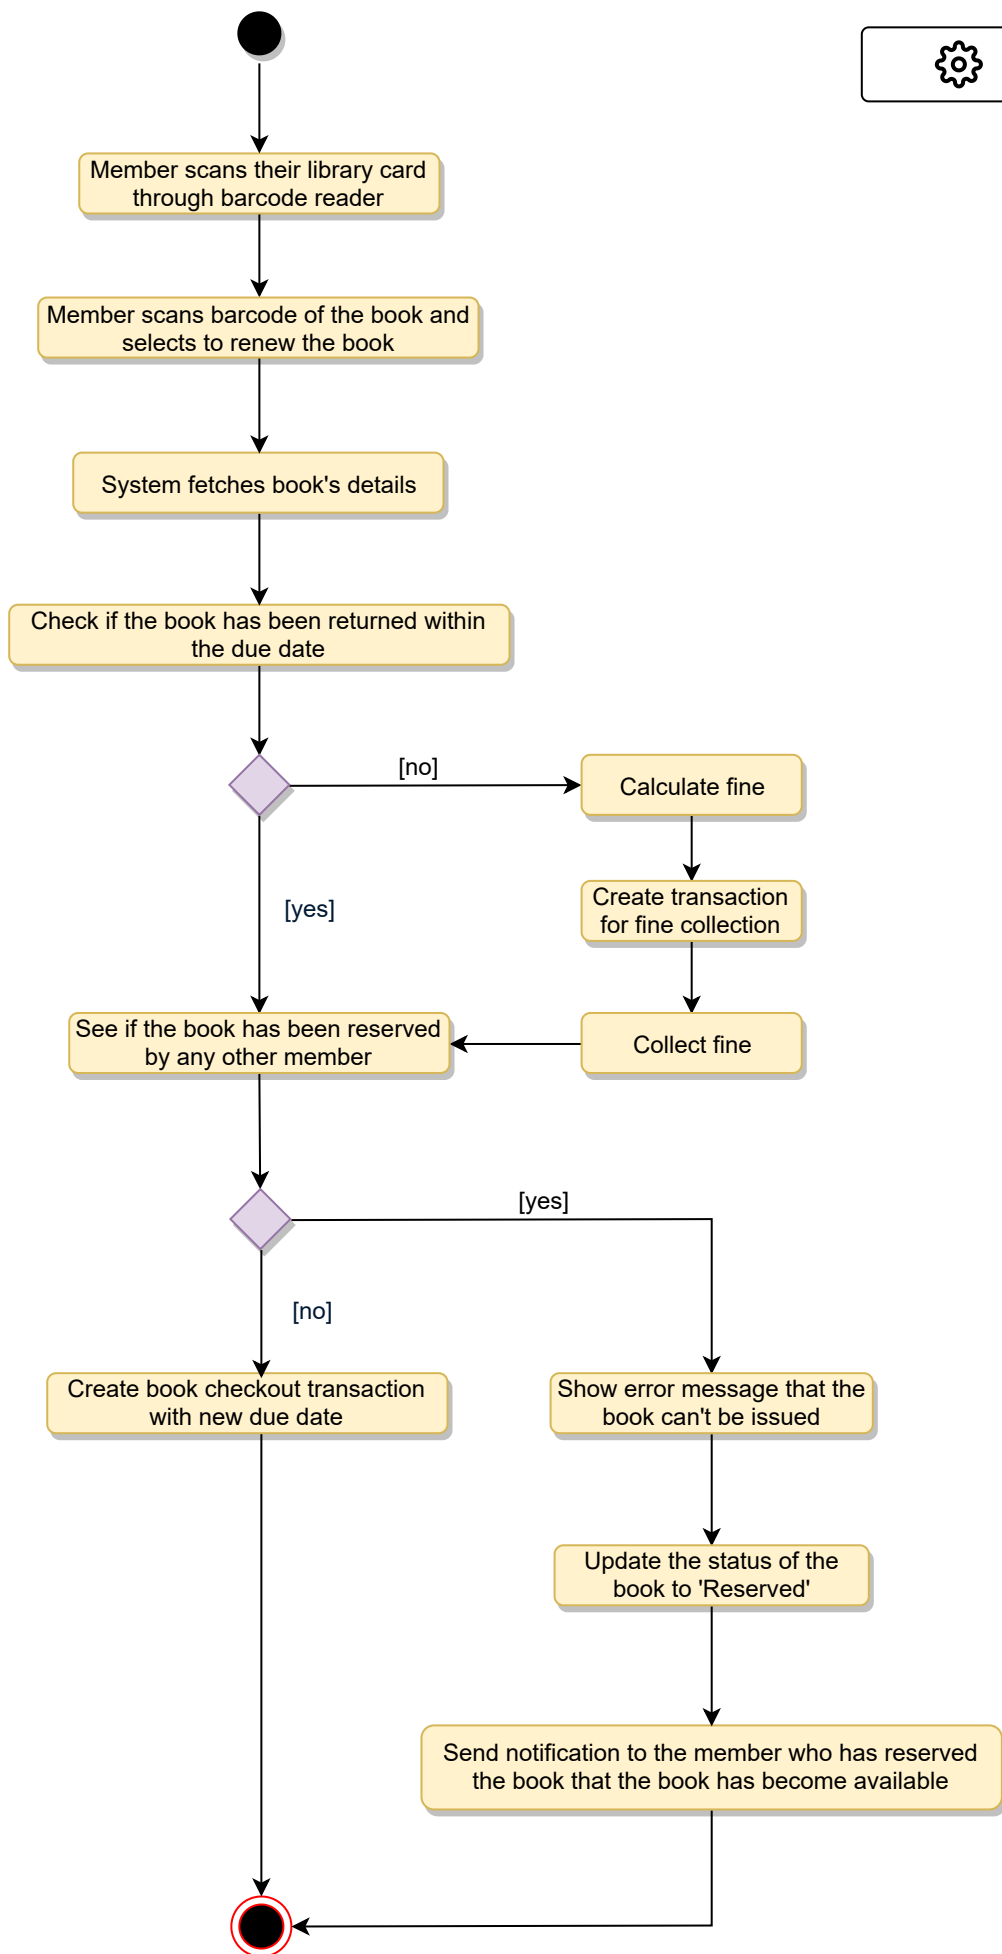 Member scans their library card
through barcode reader
Member scans barcode of the book and
selects to renew the book
System fetches book's details
Check if the book has been returned within
the due date
[no]
Calculate fine
[yes]
Create transaction
for fine collection
See if the book has been reserved
by any other member
Collect fine
[yes]
[no]
Create book checkout transaction
with new due date
Show error message that the
book can't be issued
Update the status of the
book to 'Reserved'
Send notification to the member who has reserved
the book that the book has become available